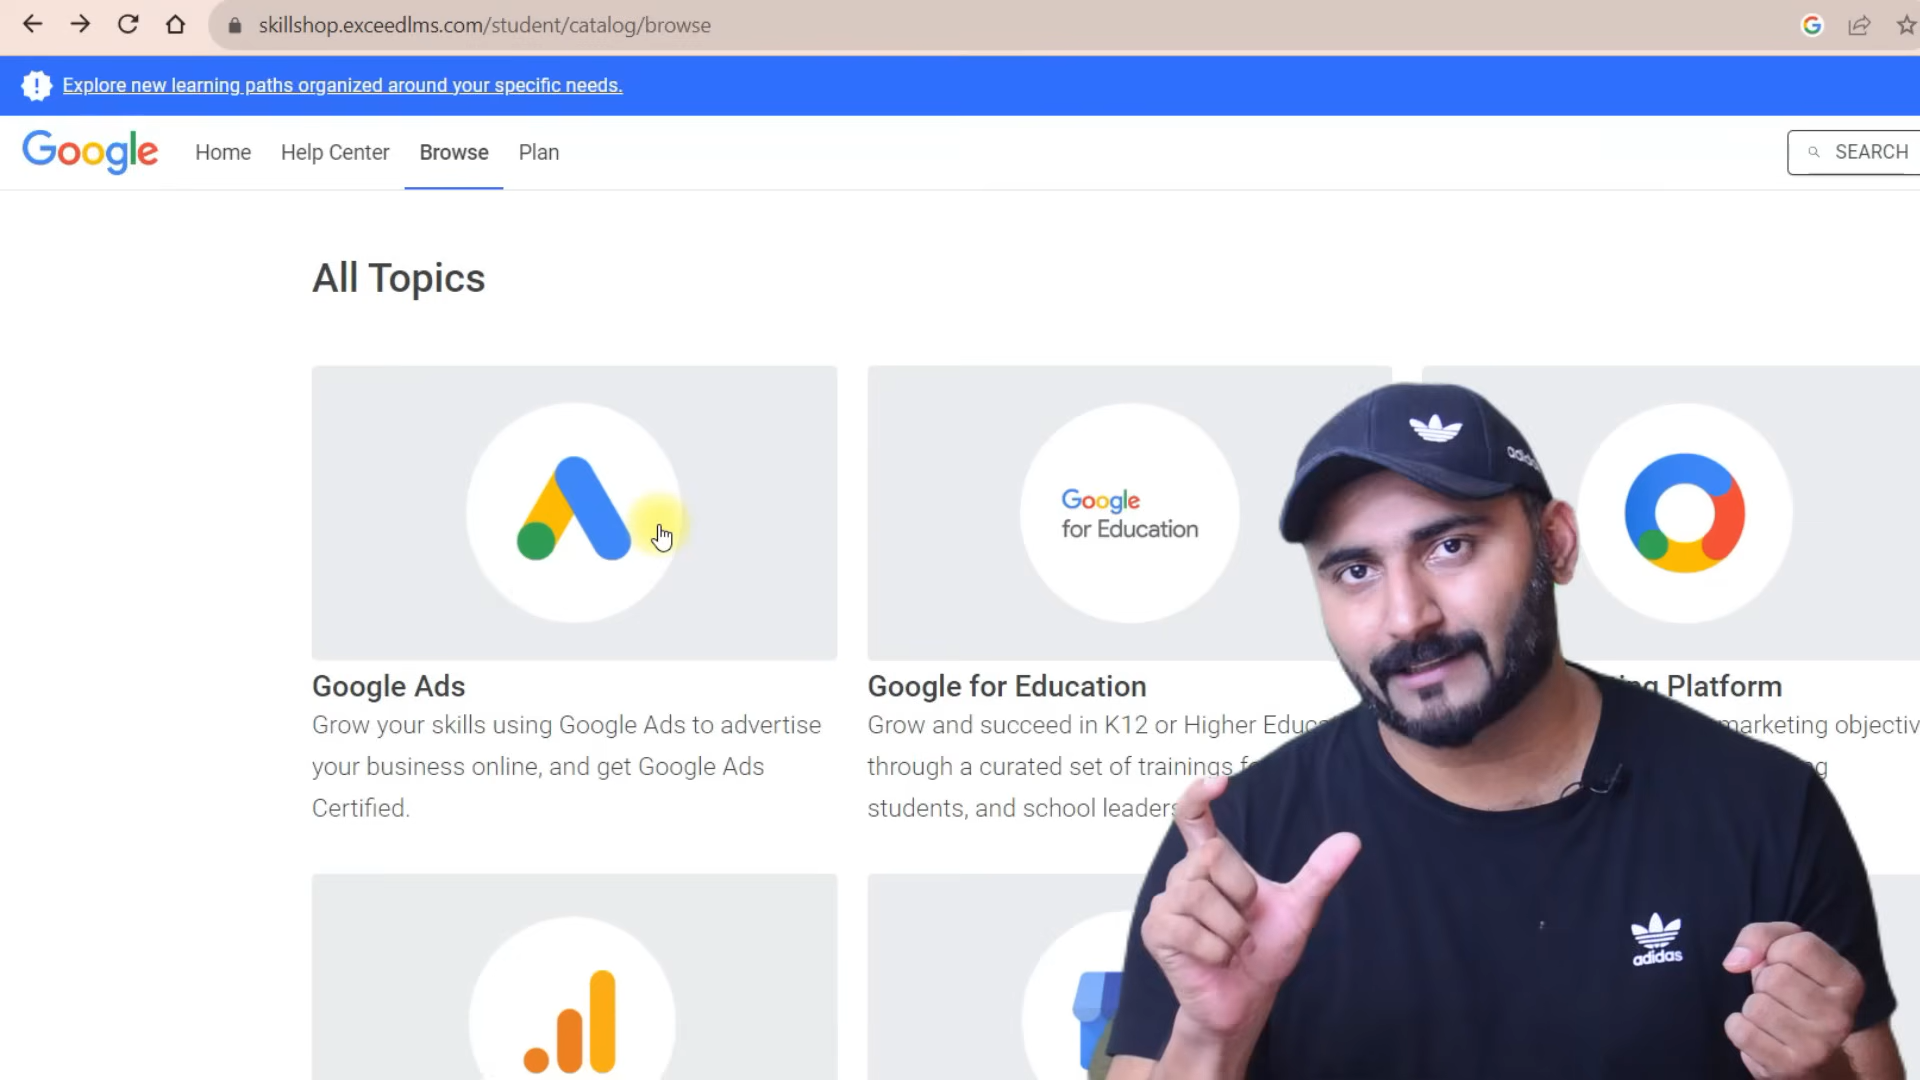 skillshop.exceedlms.com/student/catalog/browse
Explore new learning paths organized around your specific needs.
Google
Home
Help Center
Browse
Plan
SEARCH
All Topics
Google
for Education
Google Ads
Grow your skills using Google Ads to advertise
your business online, and get Google Ads
Certified.
Google for Education
Grow and succeed in K12 or Higher
through a curated set of trainings
students, and school
Platform
marketing
adidas